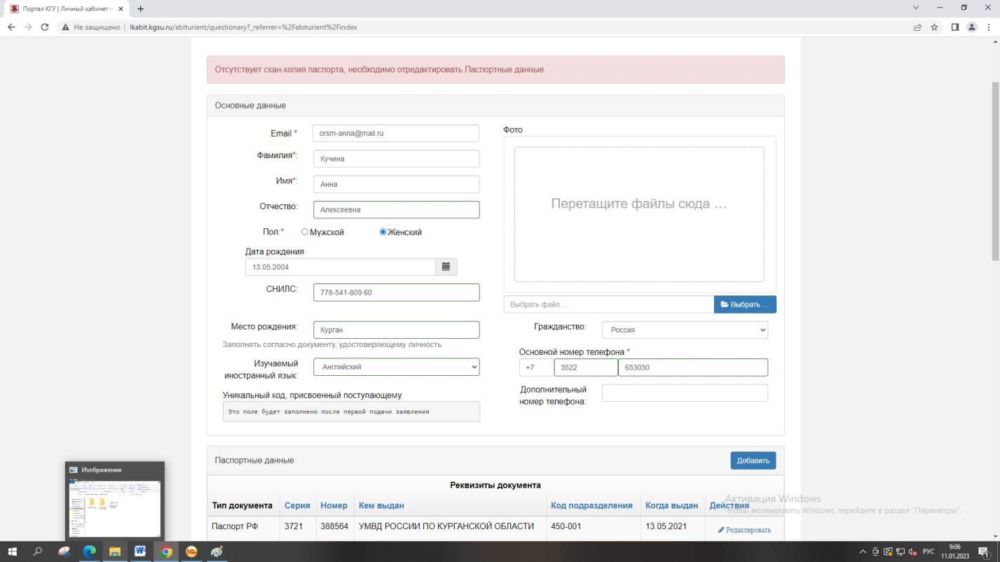 Портал КГУ | Личный кабинет п
Не защищено | lkabit.kgsu.ru/abiturient/questionary?_referrer=%2Fabiturient%2Findex
Отсутствует скан-копия паспорта, необходимо отредактировать Паспортные данные.
Основные данные
Email * orsm-anna@mail.ru
Фамилия*: Кучина
Имя*: Анна
Отчество: Алексеевна
Пол:* Мужской Женский
Дата рождения
13.05.2004
СНИЛС: 778-541-809 60
Место рождения: Курган
Заполнять согласно документу, удостоверяющему личность
Изучаемый иностранный язык: Английский
Уникальный код, присвоенный поступающему
Это поле будет заполнено после первой подачи заявления
Фото
Перетащите файлы сюда …
Выбрать файл ... Выбрать ...
Гражданство: Россия
Основной номер телефона *
+7 3522 653030
Дополнительный
номер телефона:
Паспортные данные Добавить
Реквизиты документа
Тип документа Серия Номер Кем выдан Код подразделения Когда выдан Действия
Паспорт РФ 3721 388564 УМВД РОССИИ ПО КУРГАНСКОЙ ОБЛАСТИ 450-001 13.05.2021 Редактировать
Активация Windows
Чтобы активировать Windows, перейдите в раздел "Параметры".
Изображения
РУС
9:06
11.01.2023